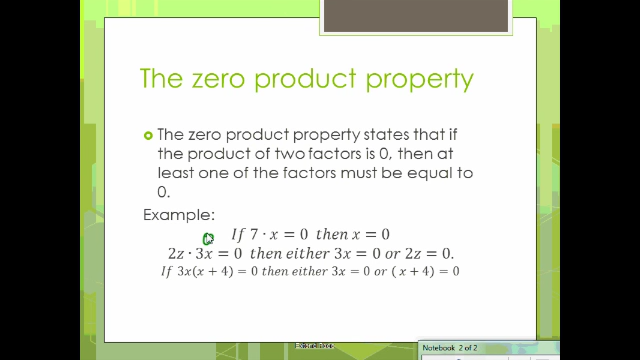 The zero product property
The zero product property states that if
the product of two factors is 0, then at
least one of the factors must be equal to
0.
Example:
If 7 · x = 0 then x = 0
2z · 3x = 0 then either 3x = 0 or 2z = 0.
If 3x(x + 4) = 0 then either 3x = 0 or ( x + 4) = 0
Notebook 2 of 2